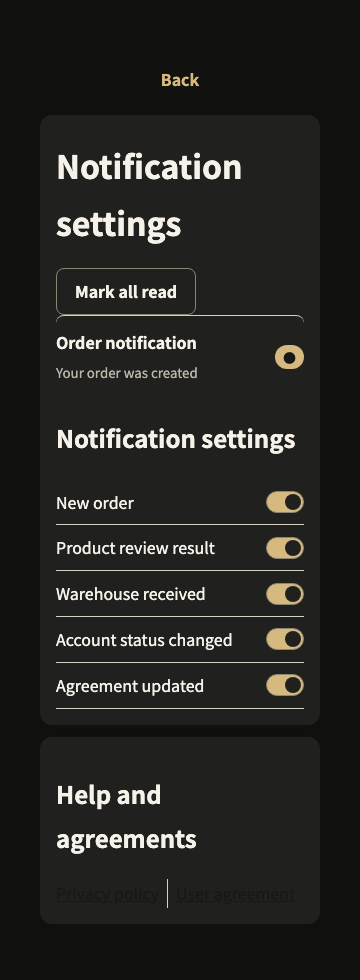 Back
Notification
settings
Mark all read
Order notification
Your order was created
Notification settings
New order
Product review result
Warehouse received
Account status changed
Agreement updated
Help and
agreements
Privacy policy
User agreement